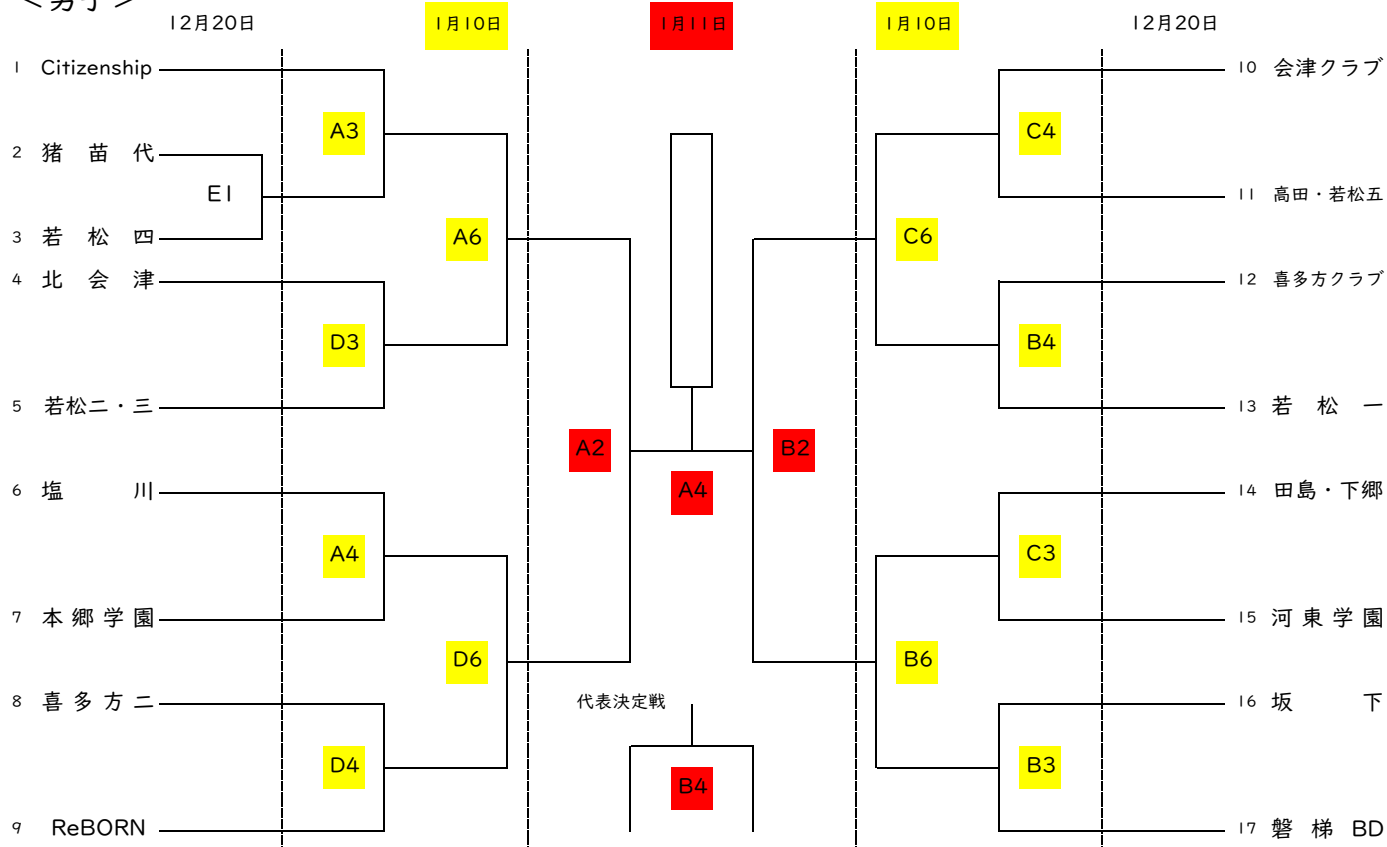 ＜男子＞
12月20日 1月10日 1月11日 1月10日 12月20日
1 Citizenship 10 会津クラブ
A3 C4
2 猪苗代
E1 11 高田・若松五
3 若松四 A6 C6
4 北会津 12 喜多方クラブ
D3 B4
5 若松二・三 13 若松一
A2 B2
6 塩川 A4 14 田島・下郷
A4 C3
7 本郷学園 15 河東学園
D6 B6
8 喜多方二 代表決定戦 16 坂下
D4 B3
B4
9 ReBORN 17 磐梯 BD